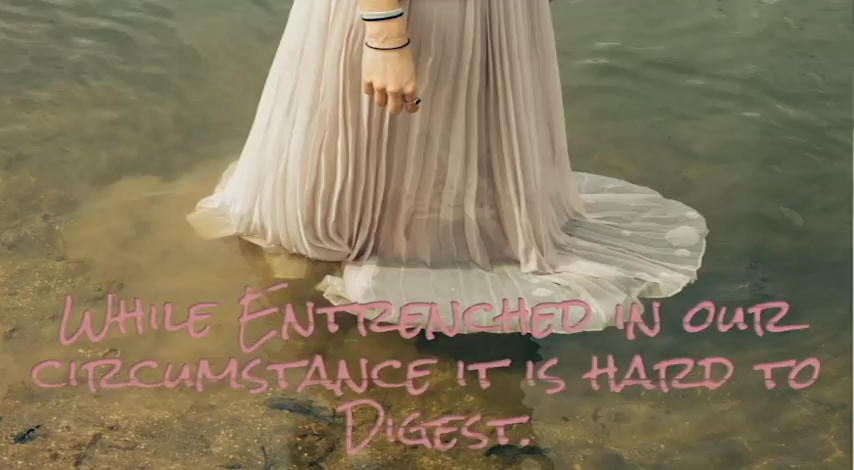 While Entrenched in our
circumstance it is hard to
Digest.